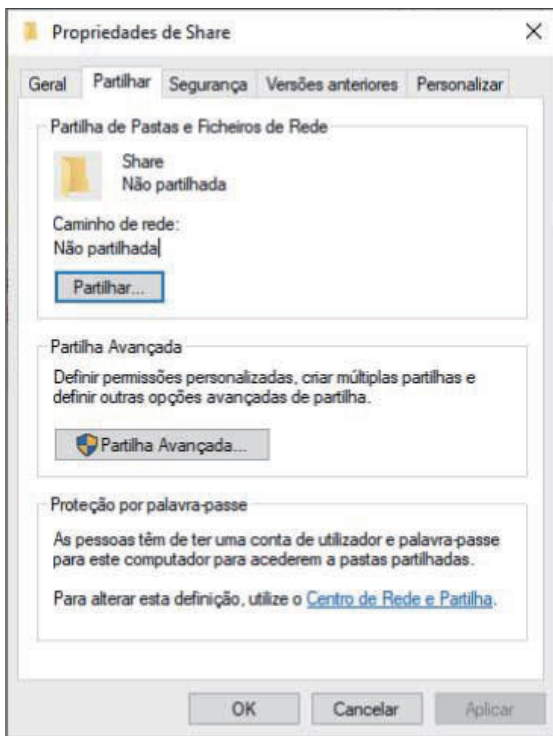 Propriedades de Share
Geral
Partilhar
Segurança
Versões anteriores
Personalizar
Partilha de Pastas e Ficheiros de Rede
Share
Não partilhada
Caminho de rede:
Não partilhada
Partilhar...
Partilha Avançada
Definir permissões personalizadas, criar múltiplas partilhas e
definir outras opções avançadas de partilha.
Partilha Avançada...
Proteção por palavra-passe
As pessoas têm de ter uma conta de utilizador e palavra-passe
para este computador para acederem a pastas partilhadas.
Para alterar esta definição, utilize o Centro de Rede e Partilha.
OK
Cancelar
Aplicar